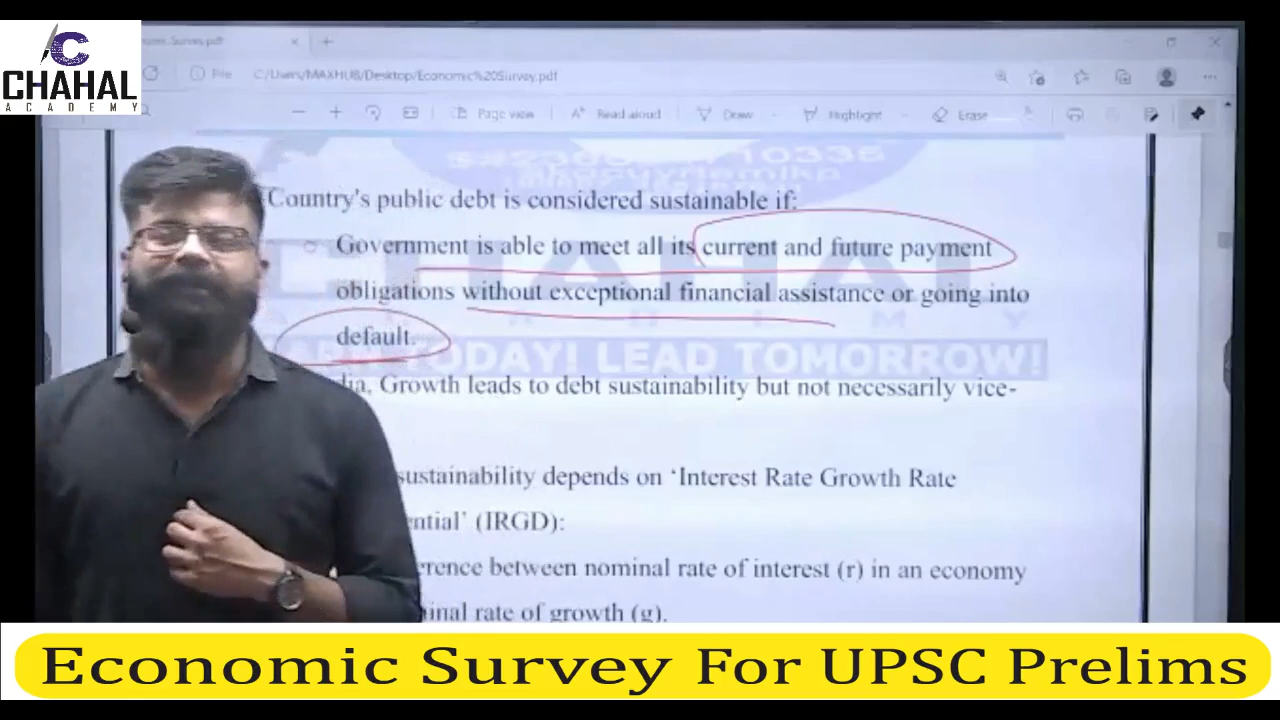 C
CHAHAL
ACADEMY
Survey.pdf
File C:/Users/MAXHUB/Desktop/Economic%20Survey.pdf
Page view Read aloud Draw Highlight Erase
Country's public debt is considered sustainable if:
Government is able to meet all its current and future payment
obligations without exceptional financial assistance or going into
default.
TODAY! LEAD TOMORROW!
Growth leads to debt sustainability but not necessarily vice-
sustainability depends on ‘Interest Rate Growth Rate
ential’ (IRGD):
erence between nominal rate of interest (r) in an economy
inal rate of growth (g).
Economic Survey For UPSC Prelims